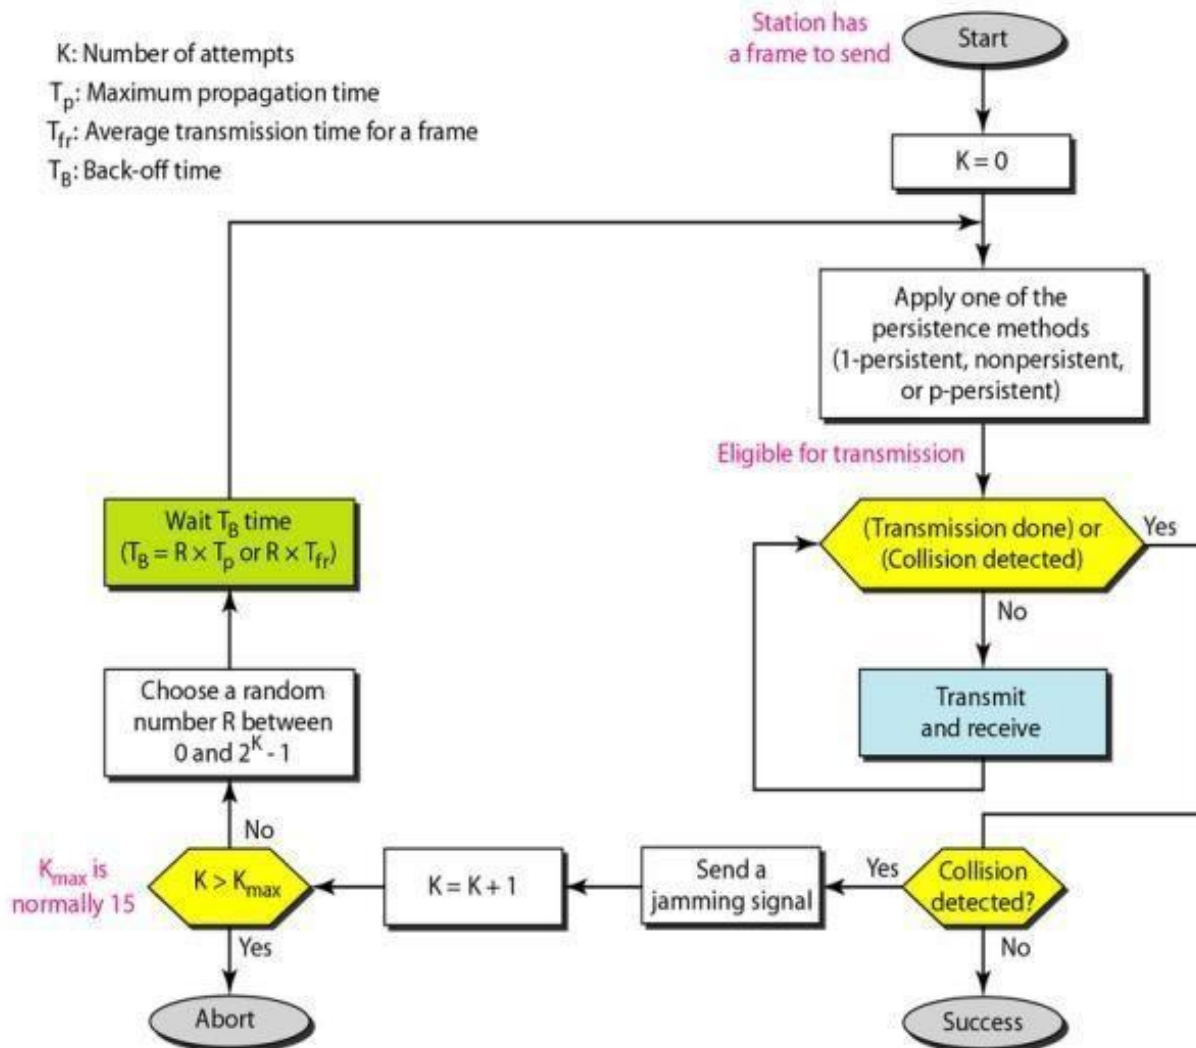 K: Number of attempts
Tp: Maximum propagation time
Tfr: Average transmission time for a frame
TB: Back-off time
Station has
a frame to send
Start
K = 0
Apply one of the
persistence methods
(1-persistent, nonpersistent,
or p-persistent)
Eligible for transmission
(Transmission done) or
(Collision detected)
Yes
No
Transmit
and receive
Wait TB time
(TB = R × Tp or R × Tfr)
Choose a random
number R between
0 and 2^K - 1
No
Kmax is
normally 15
K > Kmax
Yes
Abort
K = K + 1
Send a
jamming signal
Yes
Collision
detected?
No
Success